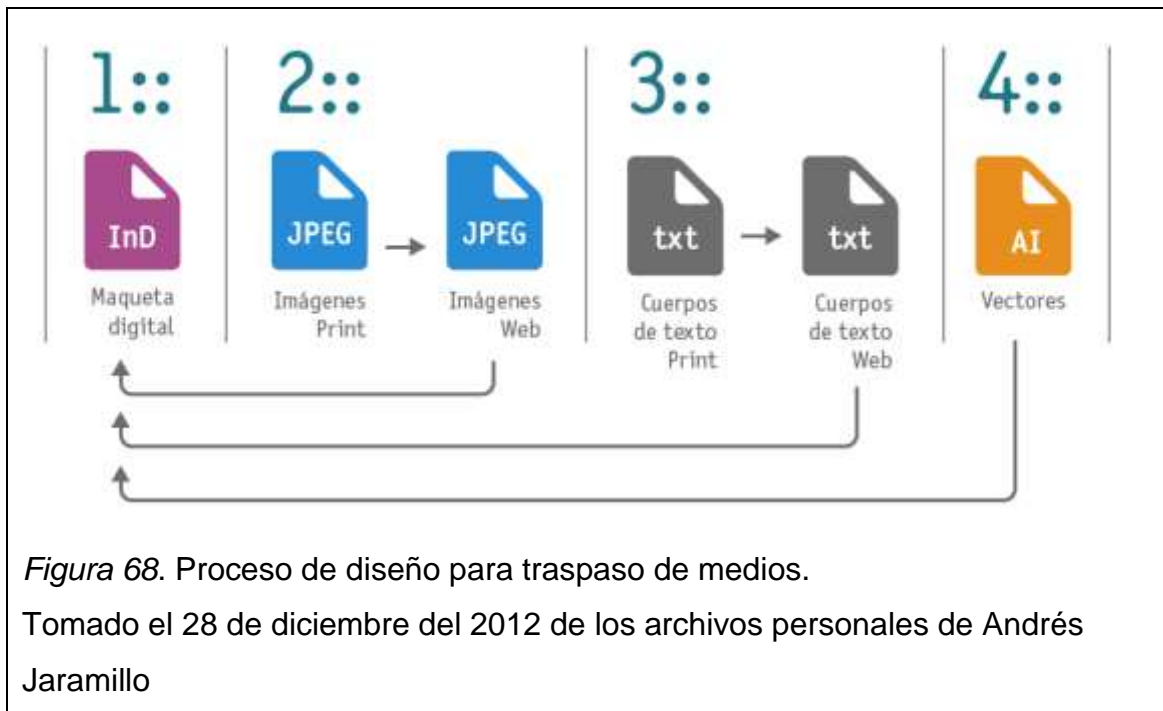 1::
2::
3::
4::
InD
JPEG
JPEG
txt
txt
AI
Maqueta
digital
Imágenes
Print
Imágenes
Web
Cuerpos
de texto
Print
Cuerpos
de texto
Web
Vectores
Figura 68. Proceso de diseño para traspaso de medios.
Tomado el 28 de diciembre del 2012 de los archivos personales de Andrés
Jaramillo